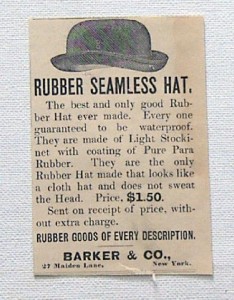 RUBBER SEAMLESS HAT.
The best and only good Rub-
ber Hat ever made. Every one
guaranteed to be waterproof.
They are made of Light Stocki-
net with coating of Pure Para
Rubber. They are the only
Rubber Hat made that looks like
a cloth hat and does not sweat
the Head. Price, $1.50.
Sent on receipt of price, with-
out extra charge.
RUBBER GOODS OF EVERY DESCRIPTION.
BARKER & CO.,
27 Maiden Lane, New York.